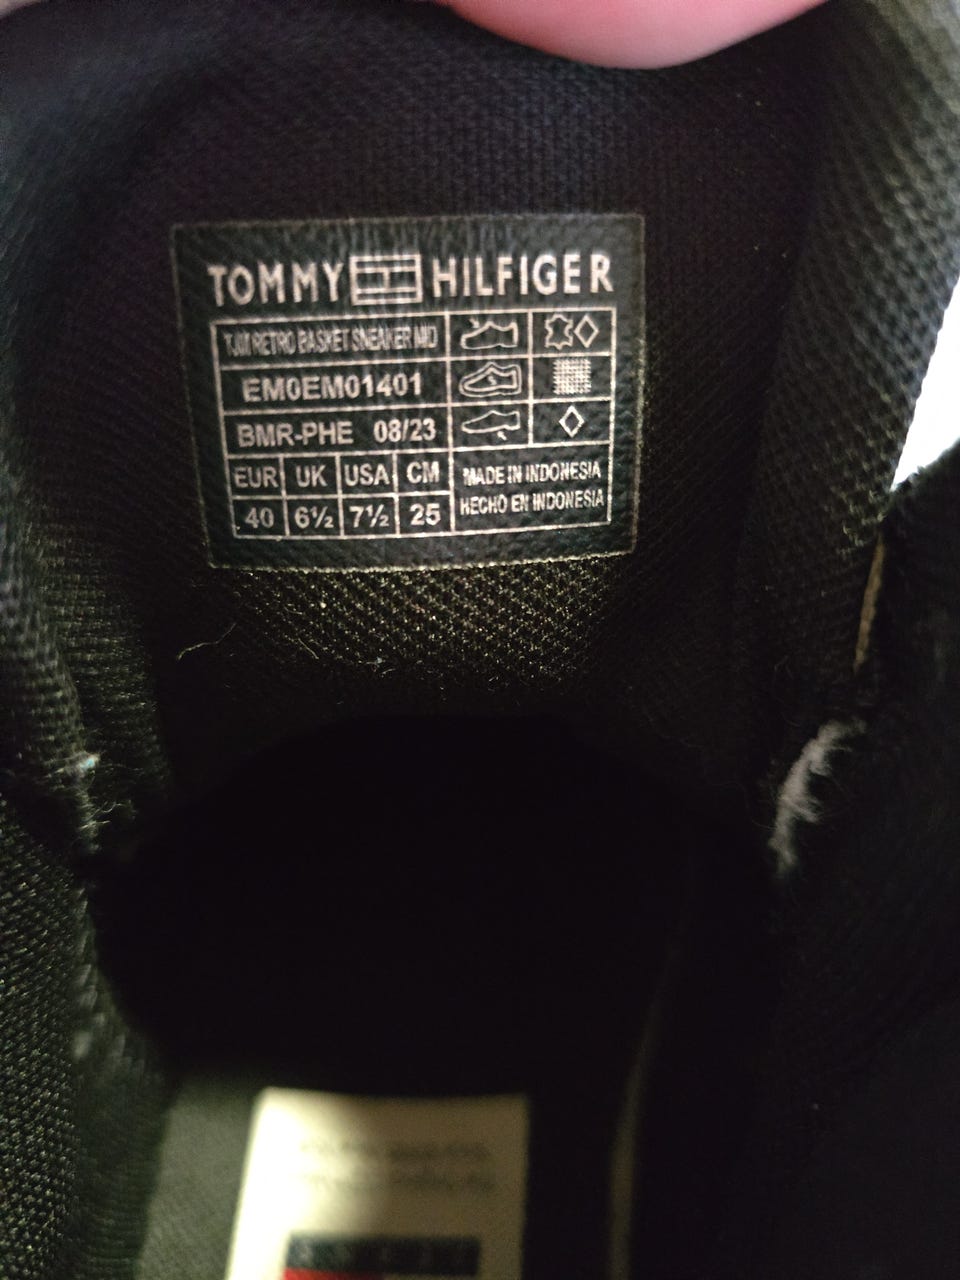 TOMMY HILFIGER
TJM RETRO BASKET SNEAKER MID
EM0EM01401
BMR-PHE 08/23
EUR UK USA CM
40 6½ 7½ 25
MADE IN INDONESIA
HECHO EN INDONESIA